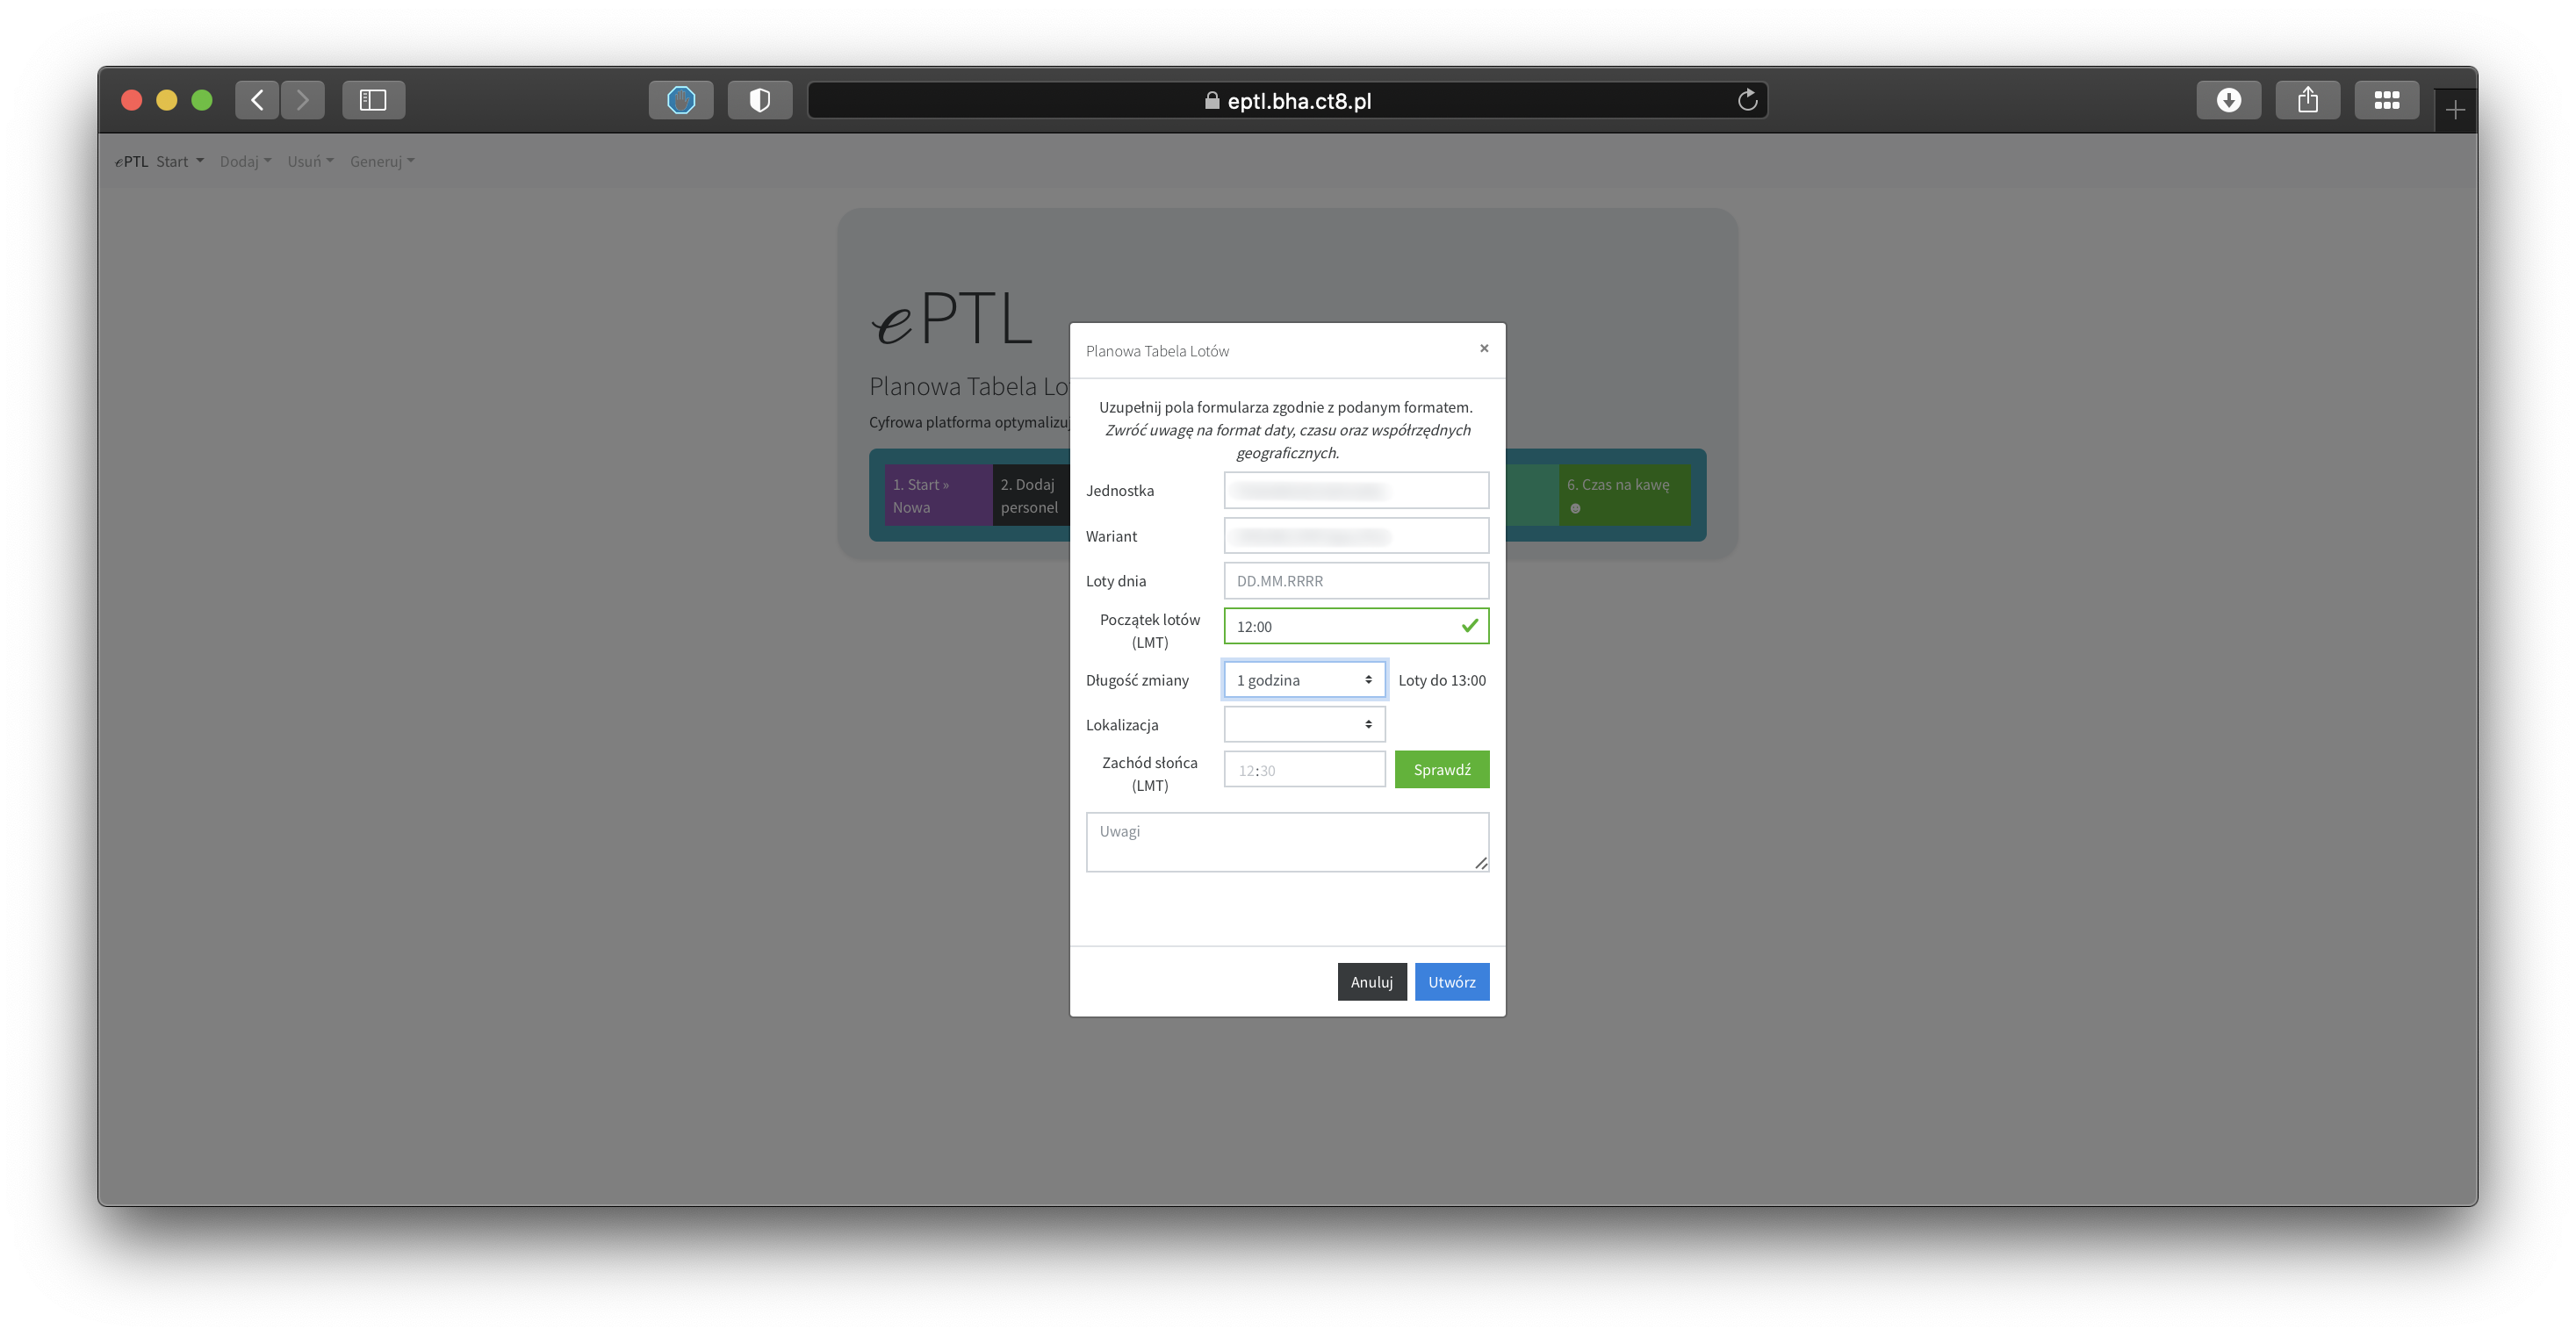 eptl.bha.ct8.pl
ePTL Start Dodaj Usuń Generuj
ePTL
Planowa Tabela Lo
Cyfrowa platforma optymalizuj
1. Start »
Nowa
2. Dodaj
personel
6. Czas na kawę
☻
Planowa Tabela Lotów ×
Uzupełnij pola formularza zgodnie z podanym formatem.
Zwróć uwagę na format daty, czasu oraz współrzędnych
geograficznych.
Jednostka
Wariant
Loty dnia DD.MM.RRRR
Początek lotów
(LMT)
12:00
Długość zmiany 1 godzina Loty do 13:00
Lokalizacja
Zachód słońca
(LMT)
12:30 Sprawdź
Uwagi
Anuluj Utwórz